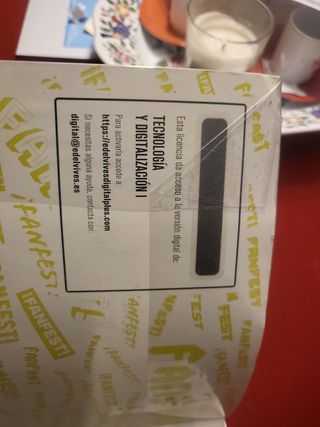 Esta licencia da acceso a la versión digital de:
TECNOLOGÍA
Y DIGITALIZACIÓN I
Para activarla accede a:
https://edelvivesdigitalplus.com
Si necesitas alguna ayuda, contacta con:
digital@edelvives.es
¡FANFEST!
¡FANFEST!
¡FANFEST!
FANFEST!